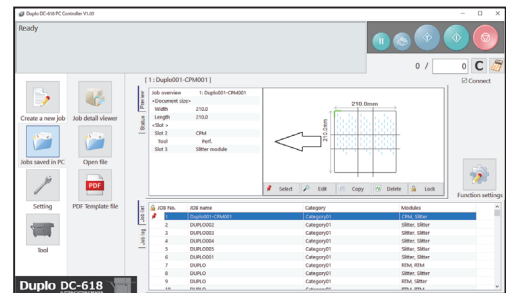 Duplo DC-618 PC Controller V1.00
Ready
0 / 0 C
Connect
[ 1 : Duplo001-CPM001 ]
Preview
Status
Job overview 1: Duplo001-CPM001
<Document size>
Width 210.0
Length 210.0
<Slot >
Slot 2 CPM
Tool Perf.
Slot 3 Slitter module
210.0mm
210.0mm
Select Edit Copy Delete Lock
Create a new job Job detail viewer
Jobs saved in PC Open file
Setting PDF PDF Template file
Tool
Function settings
Job list
Job log
JOB No. JOB name Category Modules
1 Duplo001-CPM001 Category01 CPM, Slitter
2 DUPLO002 Category01 Slitter, Slitter
3 DUPLO003 Category01 Slitter, Slitter
4 DUPLO004 Category01 Slitter, Slitter
5 DUPLO005 Category01 Slitter, Slitter
6 DUPLO001 Category01 Slitter, Slitter
7 DUPLO Category01 RTM, RTM
8 DUPLO Category01 Slitter, Slitter
9 DUPLO Category01 RTM, Slitter
10 DUPLO Category01
Duplo DC-618